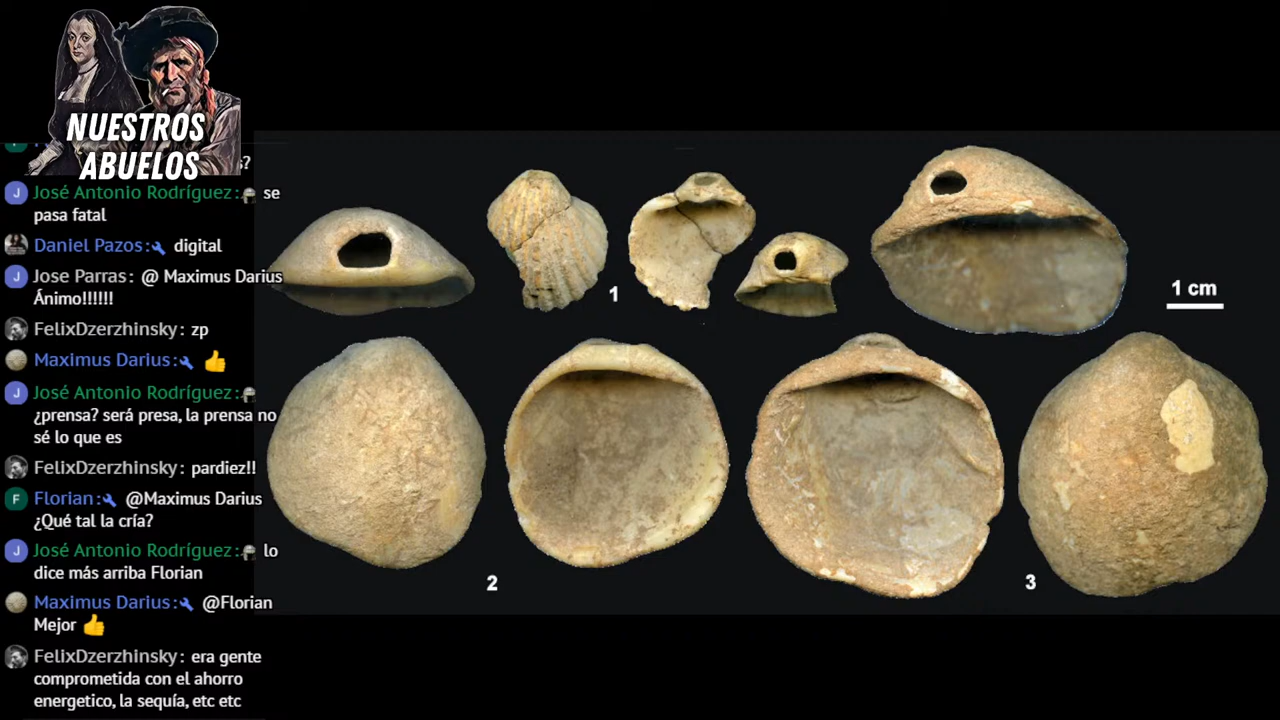 NUESTROS
ABUELOS
s?
José Antonio Rodríguez: se
pasa fatal
Daniel Pazos: digital
Jose Parras: @ Maximus Darius
Ánimo!!!!!!
FelixDzerzhinsky: zp
Maximus Darius: 👍
José Antonio Rodríguez:
¿prensa? será presa, la prensa no
sé lo que es
FelixDzerzhinsky: pardiez!!
F Florian: @Maximus Darius
¿Qué tal la cría?
José Antonio Rodríguez: lo
dice más arriba Florian
Maximus Darius: @Florian
Mejor 👍
FelixDzerzhinsky: era gente
comprometida con el ahorro
energetico, la sequía, etc etc
1
1 cm
2
3